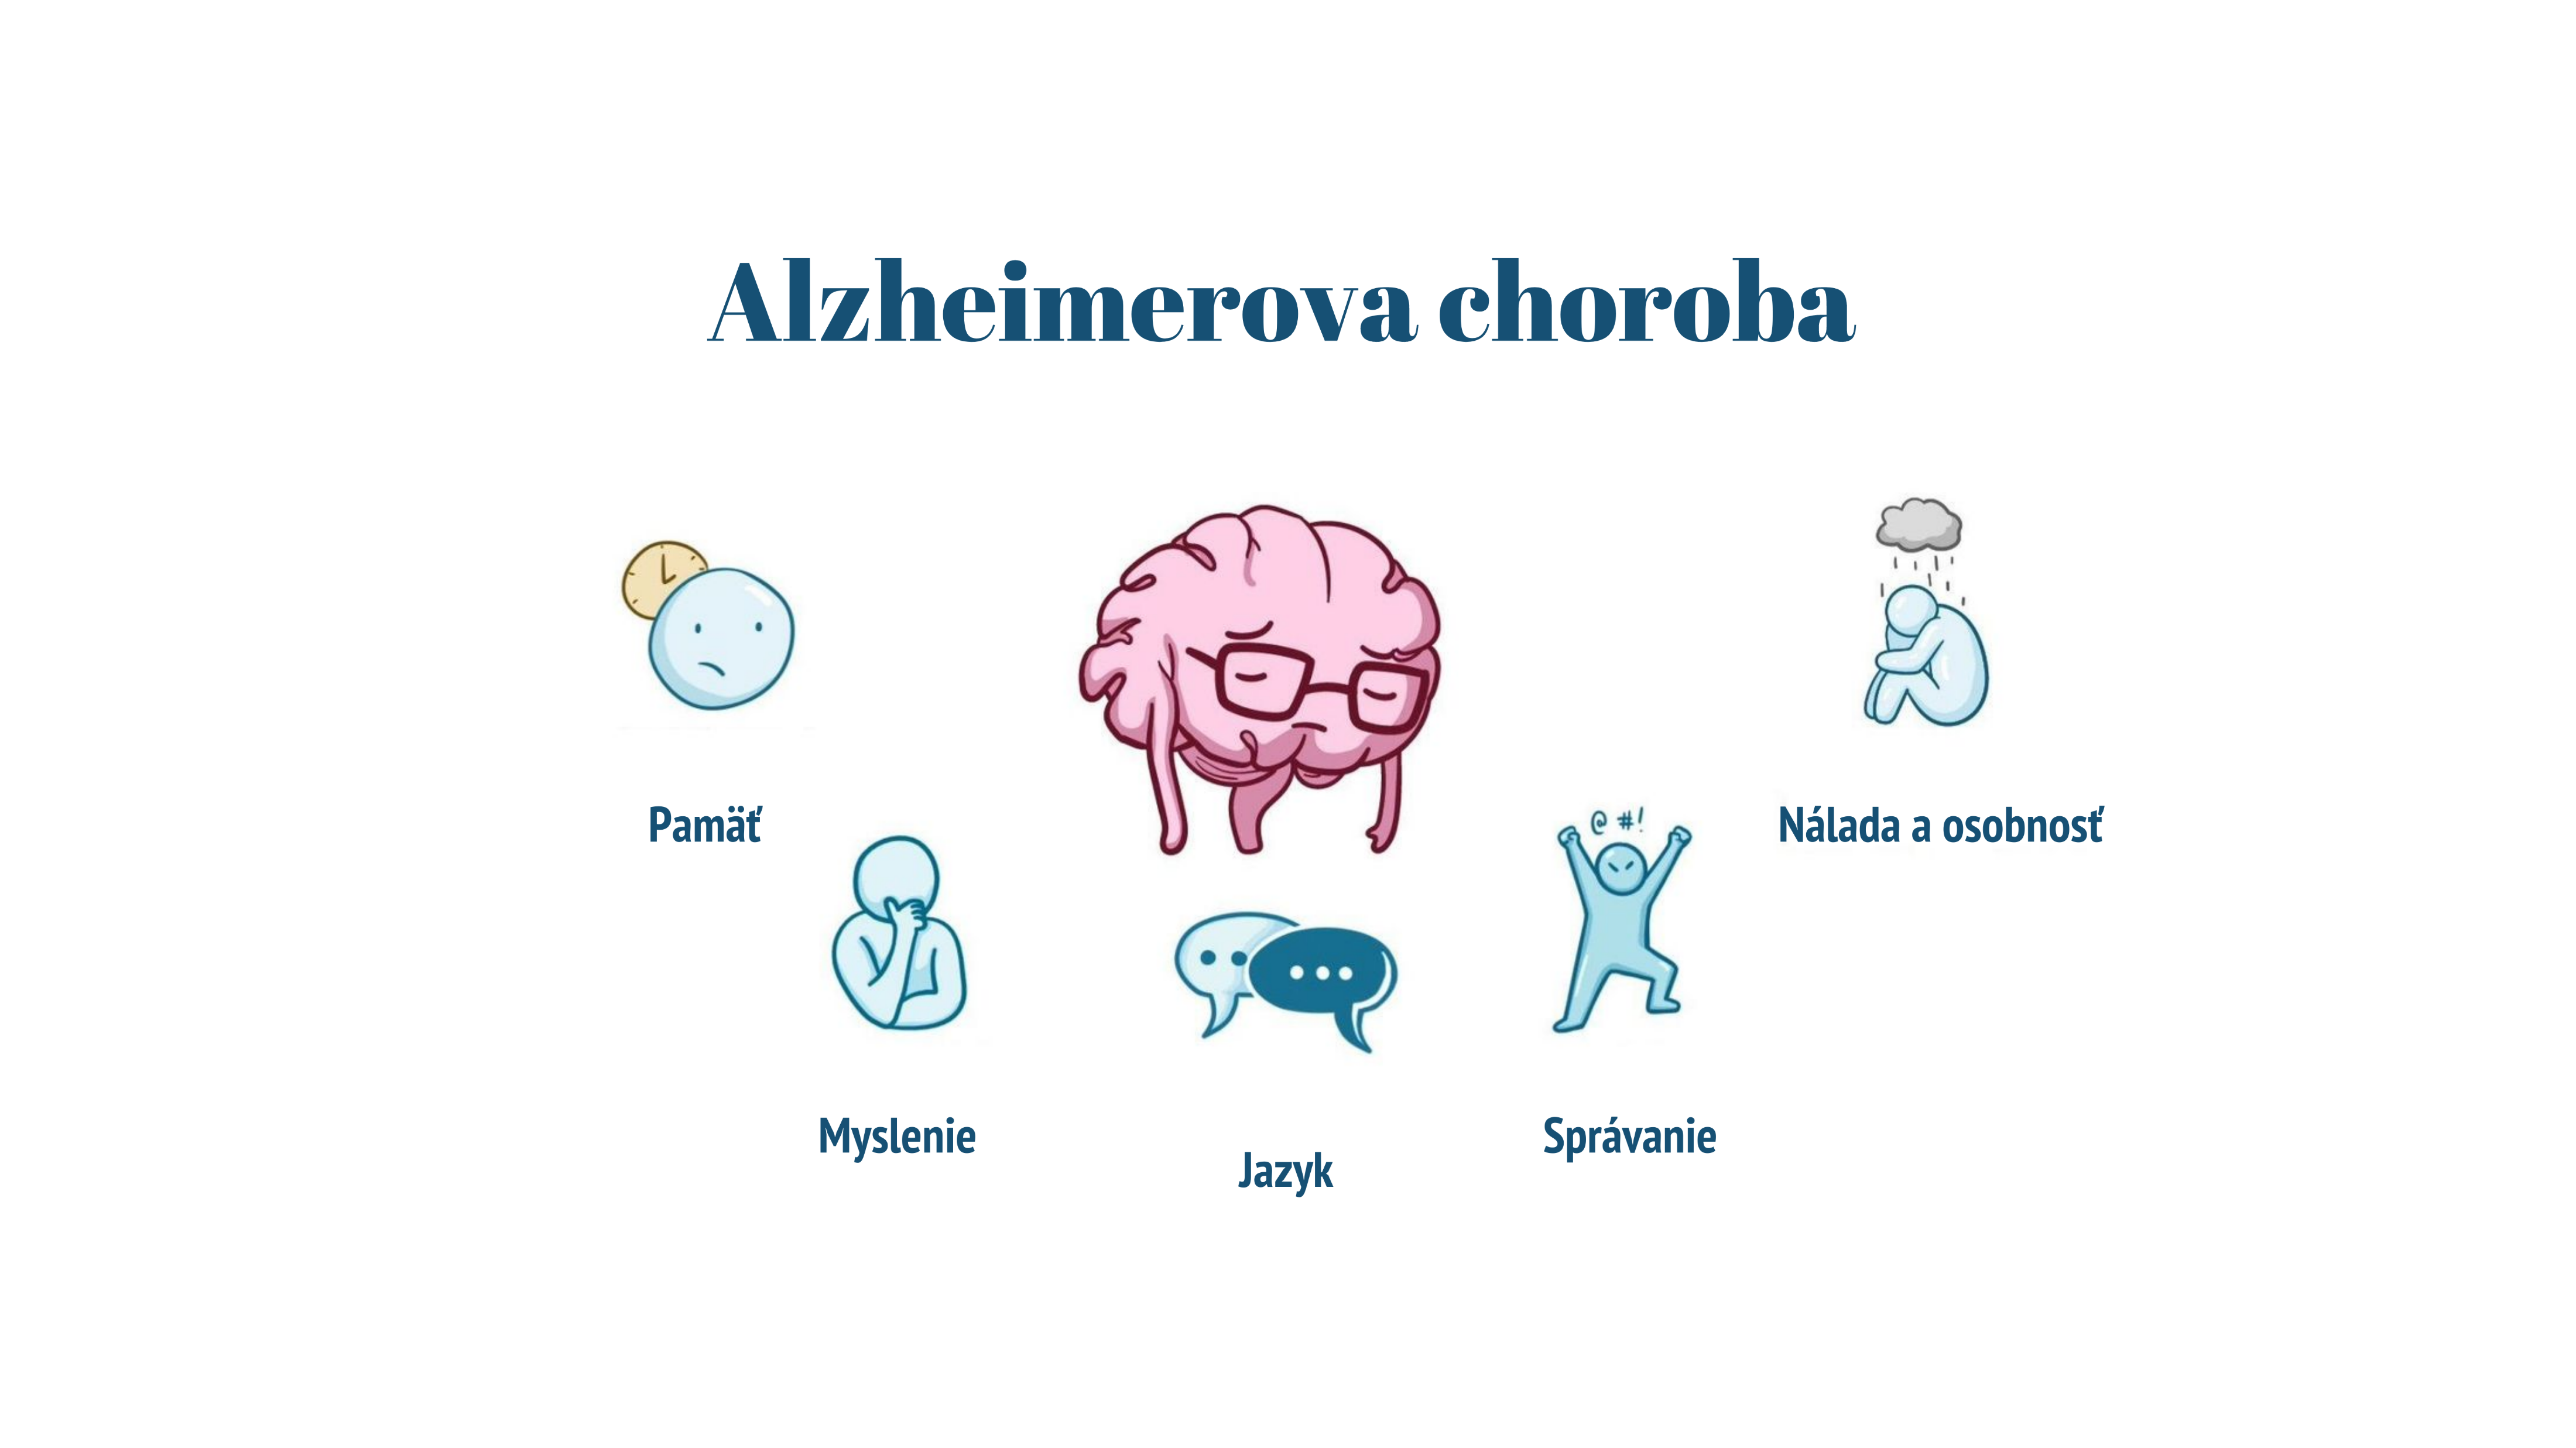 Alzheimerova choroba
Pamäť
Nálada a osobnosť
@ #!
Myslenie
Správanie
Jazyk